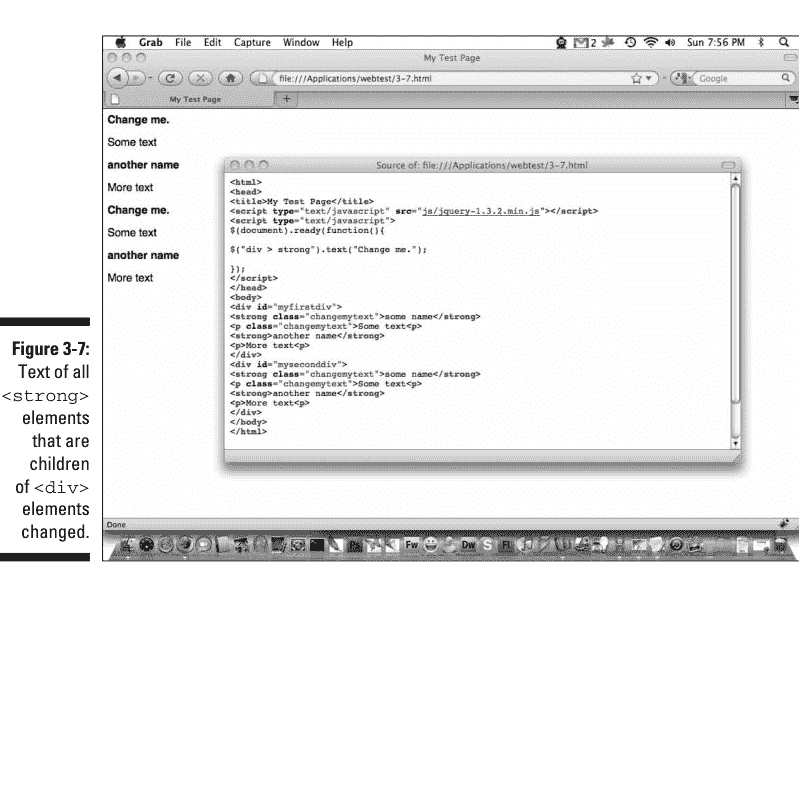 Grab File Edit Capture Window Help 2 Sun 7:56 PM
My Test Page
file:///Applications/webtest/3-7.html Google
My Test Page +
Change me.
Some text
another name
More text
Change me.
Some text
another name
More text
Source of: file:///Applications/webtest/3-7.html
<html>
<head>
<title>My Test Page</title>
<script type="text/javascript" src="js/jquery-1.3.2.min.js"></script>
<script type="text/javascript">
$(document).ready(function(){
$("div > strong").text("Change me.");
});
</script>
</head>
<body>
<div id="myfirstdiv">
<strong class="changemytext">some name</strong>
<p class="changemytext">Some text<p>
<strong>another name</strong>
<p>More text<p>
</div>
<div id="myseconddiv">
<strong class="changemytext">some name</strong>
<p class="changemytext">Some text<p>
<strong>another name</strong>
<p>More text<p>
</div>
</body>
</html>
Done
Fw Dw S Fl
Figure 3-7:
Text of all
<strong>
elements
that are
children
of <div>
elements
changed.